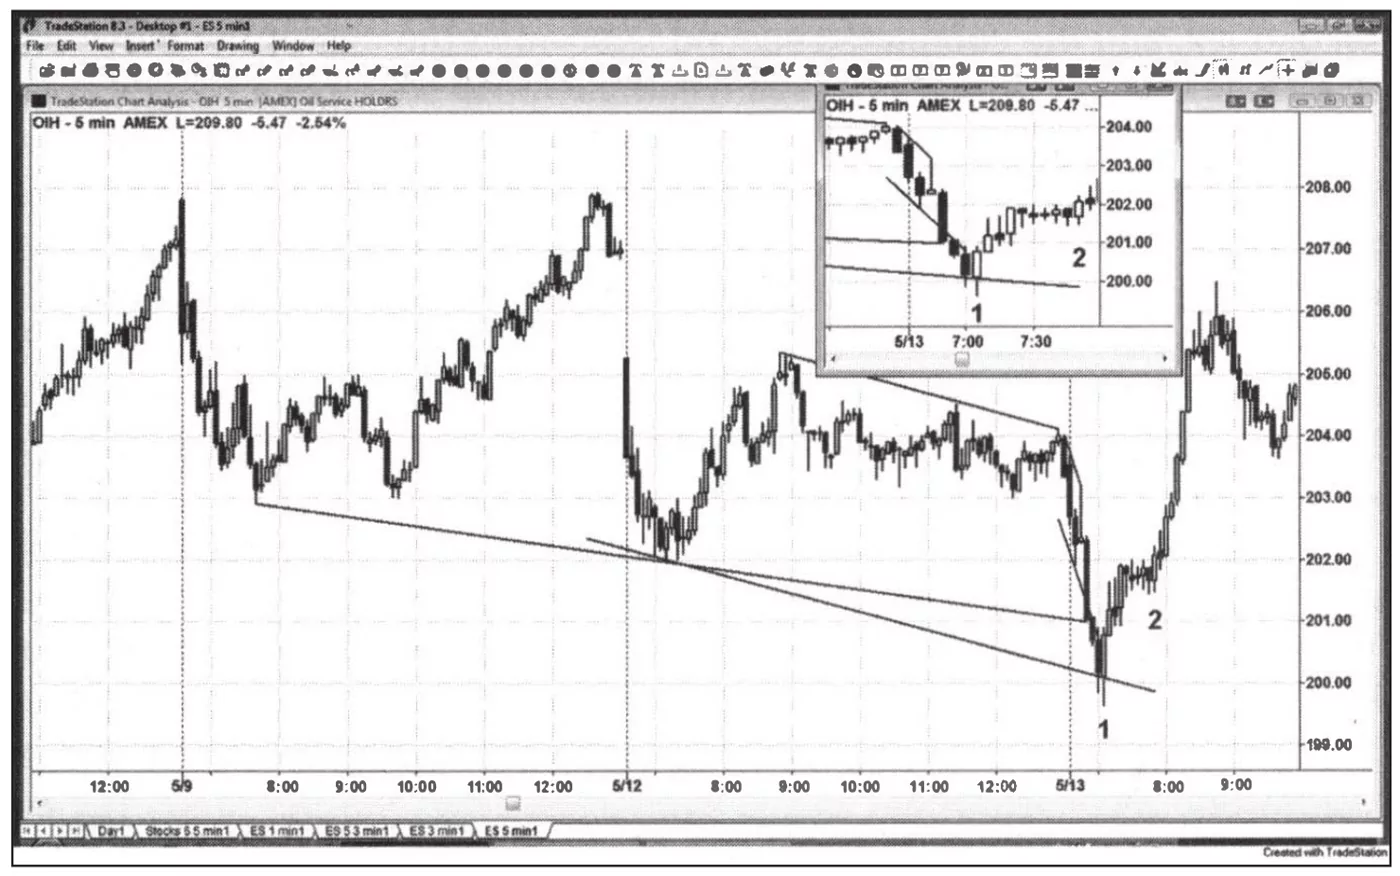 TradeStation 8.3 - Desktop #1 - ES 5 min1
File Edit View Insert Format Drawing Window Help
TradeStation Chart Analysis - OIH 5 min [AMEX] Oil Service HOLDRS
OIH - 5 min AMEX L=209.80 -5.47 -2.54%
TradeStation Chart Analysis - O...
OIH - 5 min AMEX L=209.80 -5.47 ...
204.00
203.00
202.00
201.00
200.00
2
1
5/13 7:00 7:30
208.00
207.00
206.00
205.00
204.00
203.00
202.00
201.00
200.00
199.00
2
1
12:00 5/9 8:00 9:00 10:00 11:00 12:00 5/12 8:00 9:00 10:00 11:00 12:00 5/13 8:00 9:00
Day1 Stocks 5 5 min1 ES 1 min1 ES 5 3 min1 ES 3 min1 ES 5 min1
Created with TradeStation